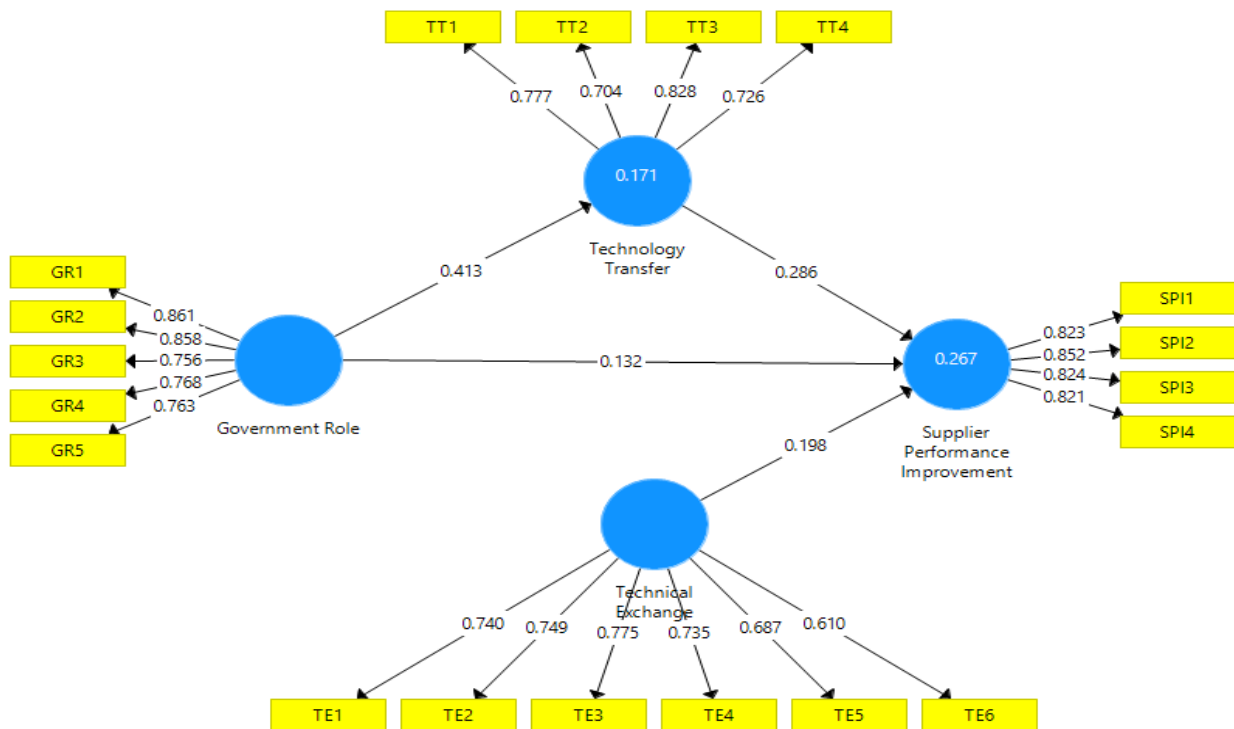 TT1 TT2 TT3 TT4
0.777 0.704 0.828 0.726
0.171
Technology
Transfer
0.413
0.286
GR1
GR2
GR3
GR4
GR5
0.861
0.858
0.756
0.768
0.763
Government Role
0.132
0.267
Supplier
Performance
Improvement
0.823
0.852
0.824
0.821
SPI1
SPI2
SPI3
SPI4
0.198
Technical
Exchange
0.740 0.749 0.775 0.735 0.687 0.610
TE1 TE2 TE3 TE4 TE5 TE6